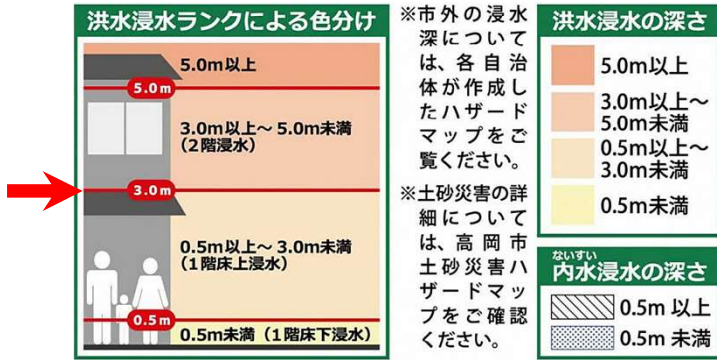 洪水浸水ランクによる色分け
5.0m以上
5.0m
3.0m以上～5.0m未満
(2階浸水)
3.0m
0.5m以上～3.0m未満
(1階床上浸水)
0.5m
0.5m未満(1階床下浸水)
※市外の浸水
深について
は、各自治
体が作成し
たハザード
マップをご
覧ください。
※土砂災害の詳
細について
は、高岡市
土砂災害ハ
ザードマッ
プをご確認
ください。
洪水浸水の深さ
5.0m以上
3.0m以上～
5.0m未満
0.5m以上～
3.0m未満
0.5m未満
ないすい
内水浸水の深さ
0.5m 以上
0.5m 未満